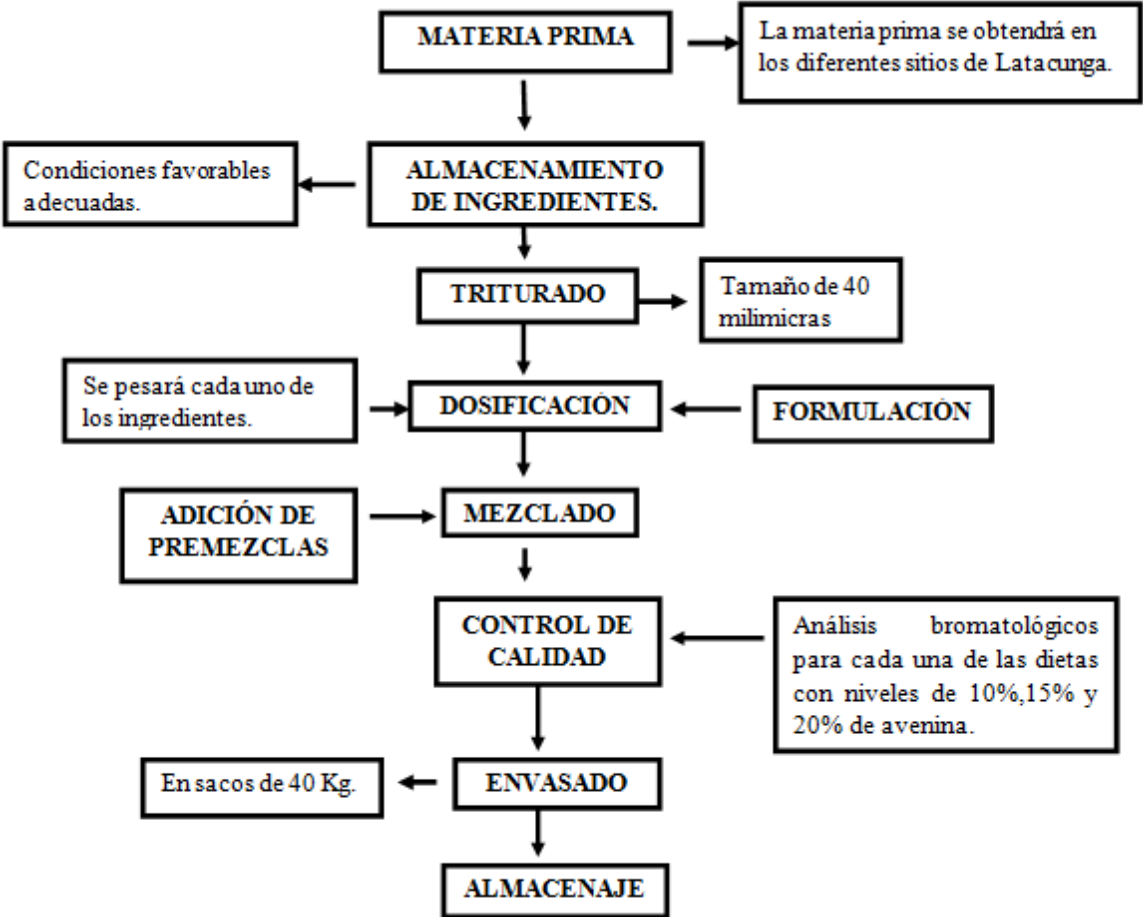 MATERIA PRIMA
La materia prima se obtendrá en
los diferentes sitios de Latacunga.
Condiciones favorables
adecuadas.
ALMACENAMIENTO
DE INGREDIENTES.
TRITURADO
Tamaño de 40
milimicras
Se pesará cada uno de
los ingredientes.
DOSIFICACIÓN
FORMULACIÓN
ADICIÓN DE
PREMEZCLAS
MEZCLADO
CONTROL DE
CALIDAD
Análisis bromatológicos
para cada una de las dietas
con niveles de 10%,15% y
20% de avenina.
En sacos de 40 Kg.
ENVASADO
ALMACENAJE